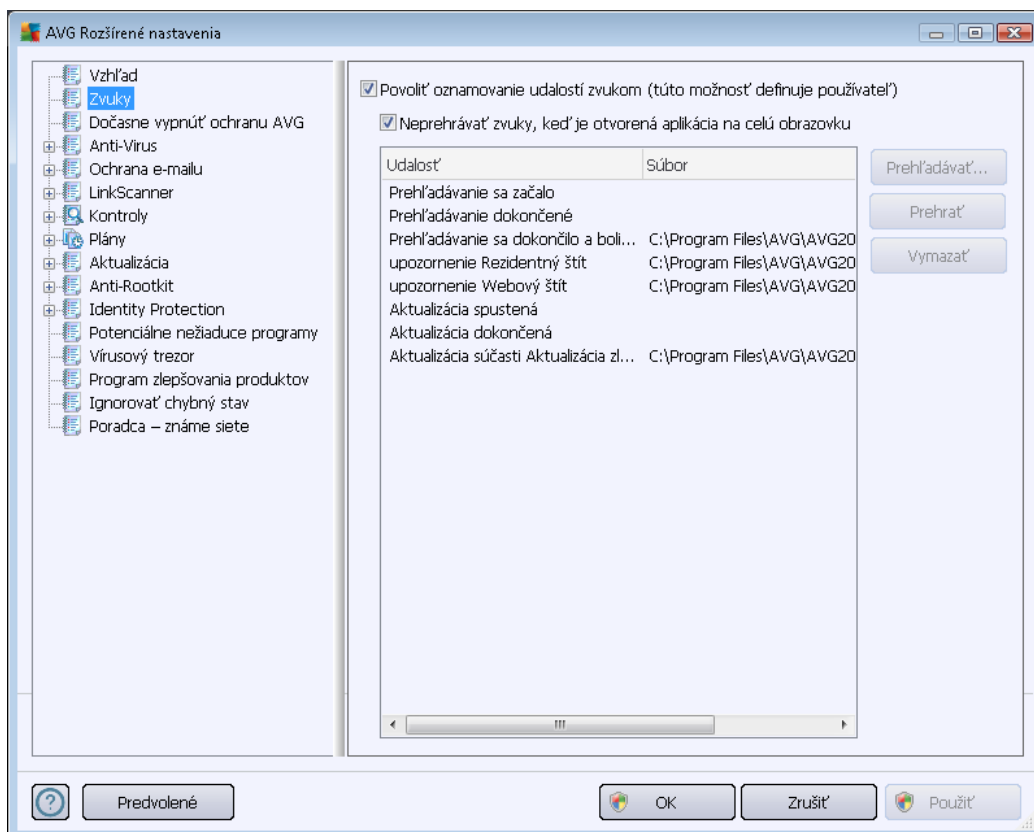 AVG Rozšírené nastavenia
Vzhľad
Zvuky
Dočasne vypnúť ochranu AVG
Anti-Virus
Ochrana e-mailu
LinkScanner
Kontroly
Plány
Aktualizácia
Anti-Rootkit
Identity Protection
Potenciálne nežiaduce programy
Vírusový trezor
Program zlepšovania produktov
Ignorovať chybný stav
Poradca – známe siete
Povoliť oznamovanie udalostí zvukom (túto možnosť definuje používateľ)
Neprehrávať zvuky, keď je otvorená aplikácia na celú obrazovku
Udalosť Súbor
Prehľadávanie sa začalo
Prehľadávanie dokončené
Prehľadávanie sa dokončilo a boli... C:\Program Files\AVG\AVG20
upozornenie Rezidentný štít C:\Program Files\AVG\AVG20
upozornenie Webový štít C:\Program Files\AVG\AVG20
Aktualizácia spustená
Aktualizácia dokončená
Aktualizácia súčasti Aktualizácia zl... C:\Program Files\AVG\AVG20
Prehľadávať...
Prehrať
Vymazať
Predvolené
OK
Zrušiť
Použiť